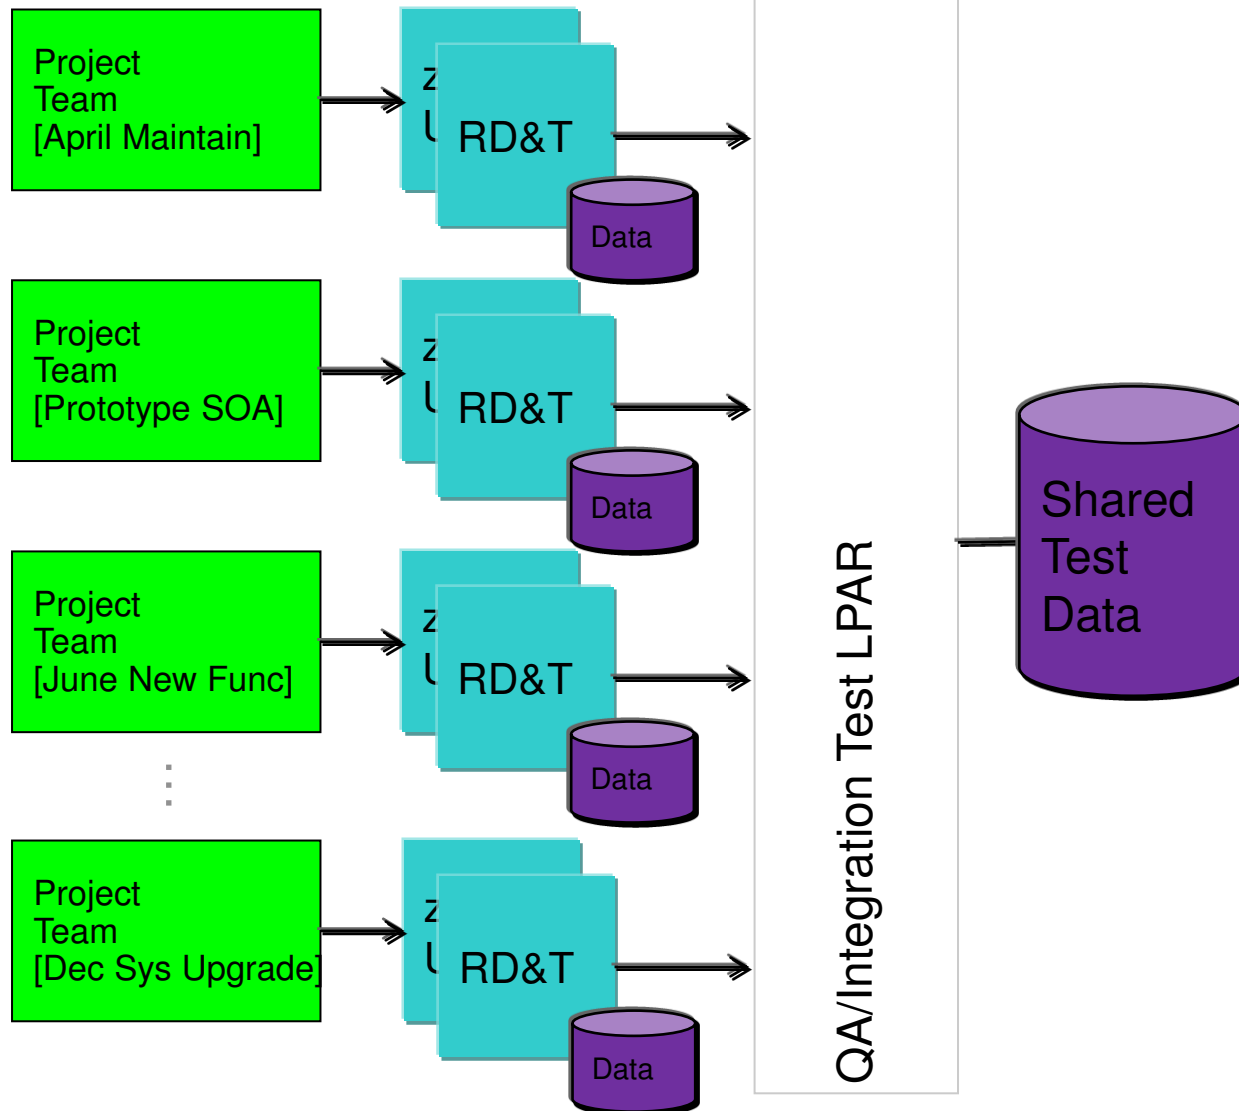 Project
Team
[April Maintain]
RD&T
Data
Project
Team
[Prototype SOA]
RD&T
Data
Project
Team
[June New Func]
RD&T
Data
Project
Team
[Dec Sys Upgrade]
RD&T
Data
QA/Integration Test LPAR
Shared
Test
Data